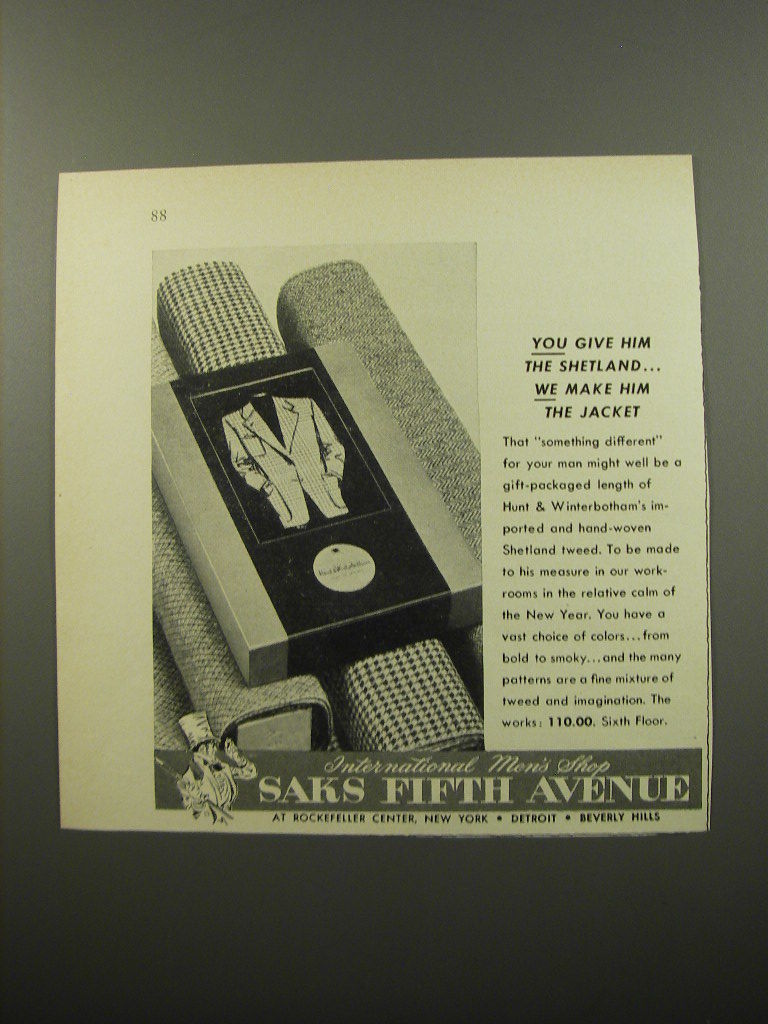 88
YOU GIVE HIM
THE SHETLAND...
WE MAKE HIM
THE JACKET
That "something different"
for your man might well be a
gift-packaged length of
Hunt & Winterbotham's im-
ported and hand-woven
Shetland tweed. To be made
to his measure in our work-
rooms in the relative calm of
the New Year. You have a
vast choice of colors...from
bold to smoky...and the many
patterns are a fine mixture of
tweed and imagination. The
works: 110.00. Sixth Floor.
International Men's Shop
SAKS FIFTH AVENUE
AT ROCKEFELLER CENTER, NEW YORK • DETROIT • BEVERLY HILLS